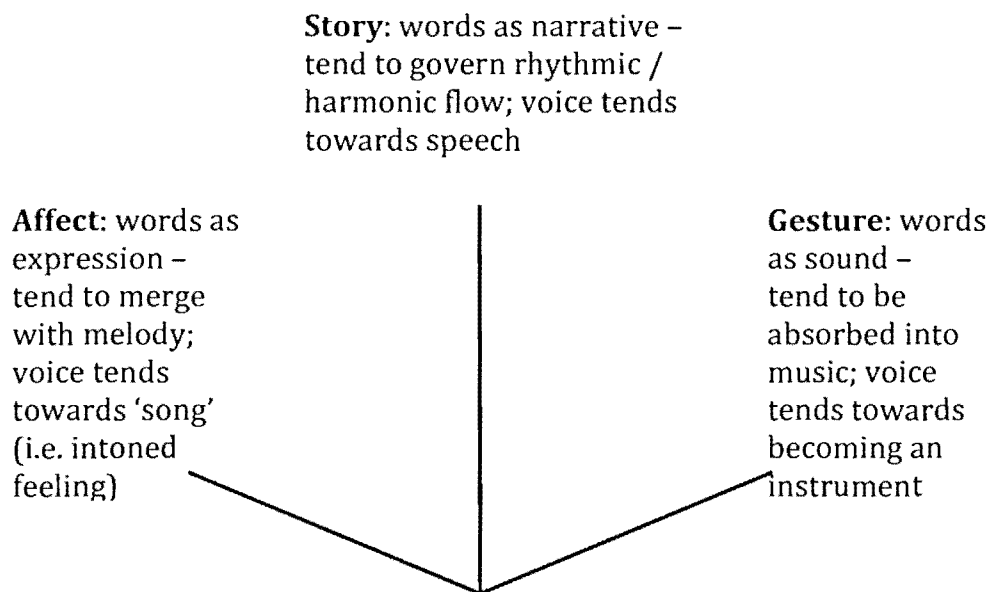 Story: words as narrative –
tend to govern rhythmic /
harmonic flow; voice tends
towards speech
Affect: words as
expression –
tend to merge
with melody;
voice tends
towards ‘song’
(i.e. intoned
feeling)
Gesture: words
as sound –
tend to be
absorbed into
music; voice
tends towards
becoming an
instrument